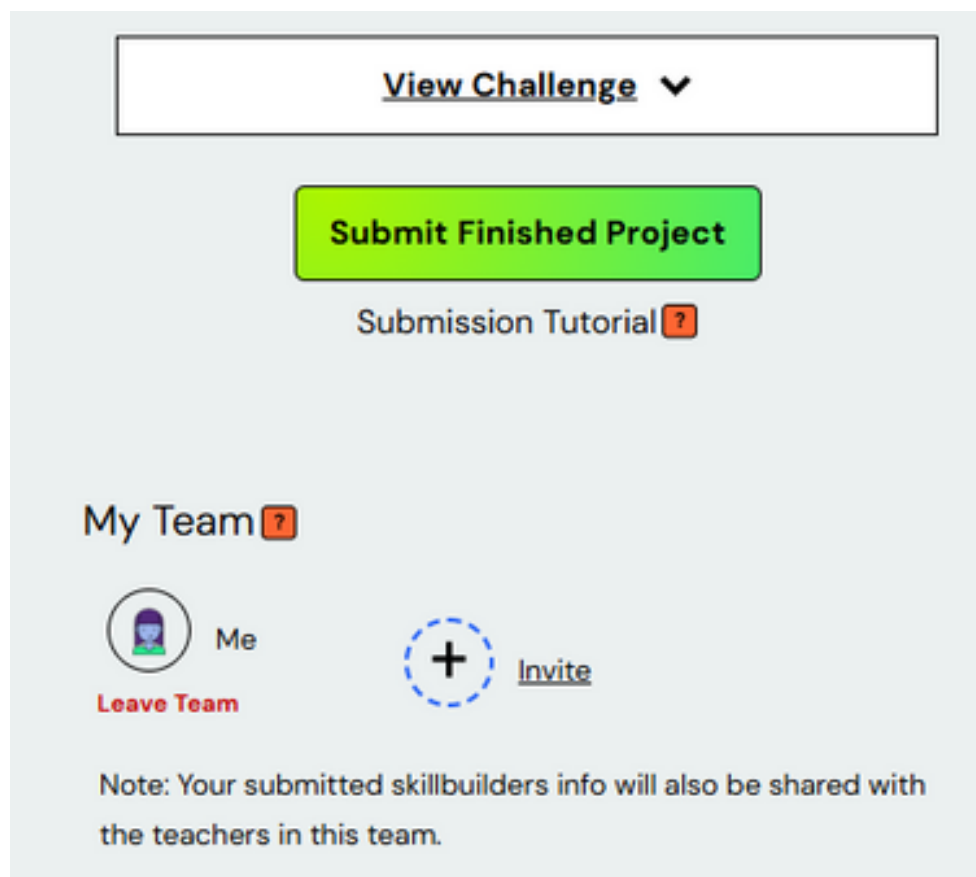 View Challenge
Submit Finished Project
Submission Tutorial ?
My Team ?
Me
Leave Team
+ Invite
Note: Your submitted skillbuilders info will also be shared with
the teachers in this team.